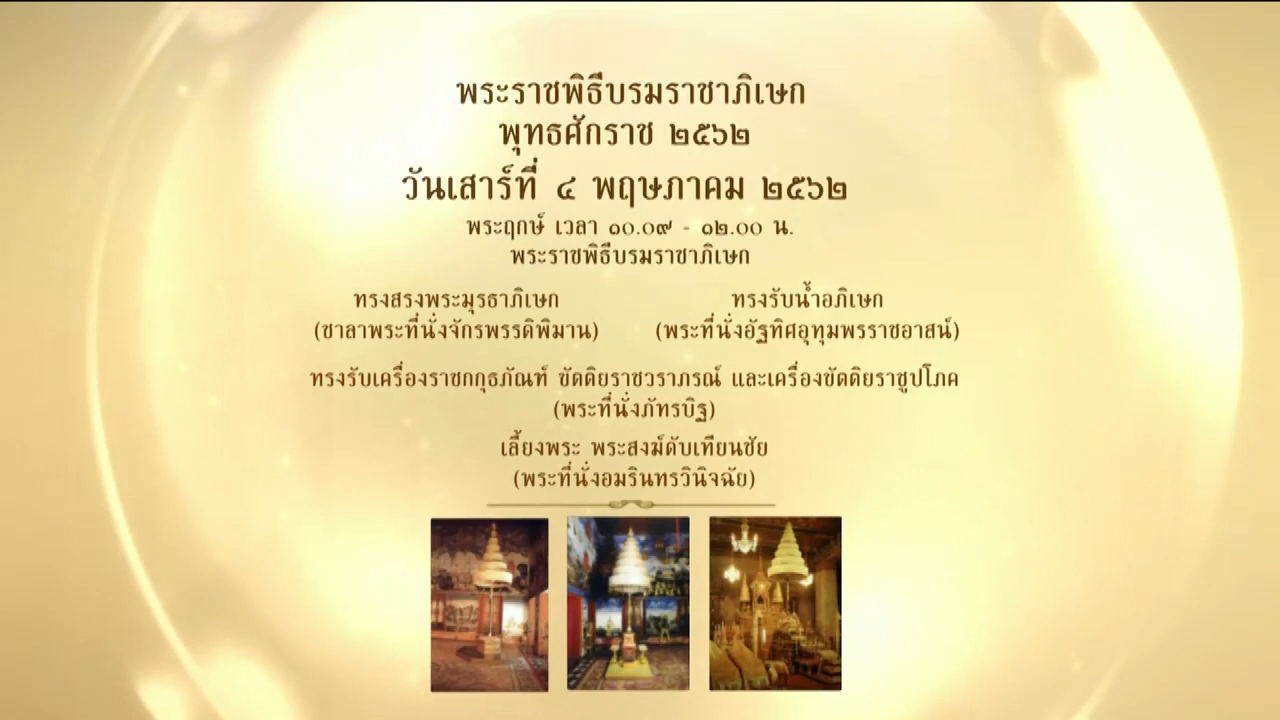 พระราชพิธีบรมราชาภิเษก
พุทธศักราช ๒๕๖๒
วันเสาร์ที่ ๔ พฤษภาคม ๒๕๖๒
พระฤกษ์ เวลา ๑๐.๐๙ - ๑๒.๐๐ น.
พระราชพิธีบรมราชาภิเษก
ทรงสรงพระมุรธาภิเษก
(ชาลาพระที่นั่งจักรพรรดิพิมาน)
ทรงรับน้ำอภิเษก
(พระที่นั่งอัฐทิศอุทุมพรราชอาสน์)
ทรงรับเครื่องราชกกุธภัณฑ์ ขัตติยราชวราภรณ์ และเครื่องขัตติยราชูปโภค
(พระที่นั่งภัทรบิฐ)
เลี้ยงพระ พระสงฆ์ดับเทียนชัย
(พระที่นั่งอมรินทรวินิจฉัย)